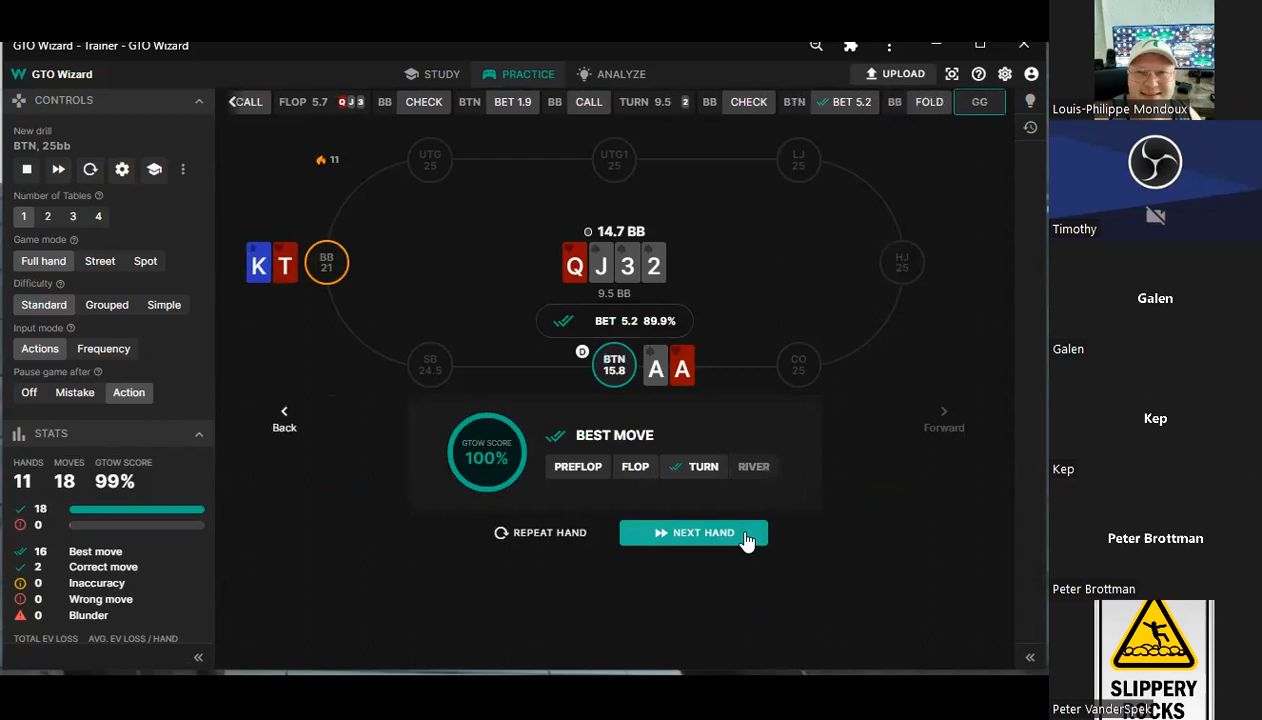 GTO Wizard - Trainer - GTO Wizard
GTO Wizard
STUDY
PRACTICE
ANALYZE
UPLOAD
CONTROLS
CALL
FLOP 5.7
Q J 3
BB
CHECK
BTN
BET 1.9
BB
CALL
TURN 9.5
2
BB
CHECK
BTN
BET 5.2
BB
FOLD
GG
New drill
BTN, 25bb
Number of Tables
1 2 3 4
Game mode
Full hand Street Spot
Difficulty
Standard Grouped Simple
Input mode
Actions Frequency
Pause game after
Off Mistake Action
STATS
HANDS MOVES GTOW SCORE
11 18 99%
18
0
16 Best move
2 Correct move
0 Inaccuracy
0 Wrong move
0 Blunder
TOTAL EV LOSS AVG. EV LOSS / HAND
11
UTG
25
UTG1
25
LJ
25
K T
BB
21
14.7 BB
Q J 3 2
9.5 BB
HJ
25
BET 5.2 89.9%
SB
24.5
D
BTN
15.8
A A
CO
25
Back
Forward
GTOW SCORE
100%
BEST MOVE
PREFLOP FLOP TURN RIVER
REPEAT HAND
NEXT HAND
Louis-Philippe Mondoux
Timothy
Galen
Galen
Kep
Kep
Peter Brottman
Peter Brottman
SLIPPERY
ROCKS
Peter VanderSpek